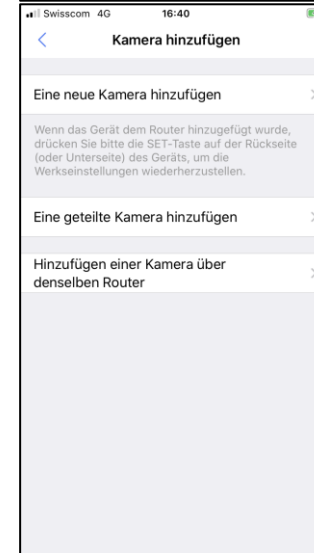 Swisscom 4G 16:40
Kamera hinzufügen
Eine neue Kamera hinzufügen
Wenn das Gerät dem Router hinzugefügt wurde,
drücken Sie bitte die SET-Taste auf der Rückseite
(oder Unterseite) des Geräts, um die
Werkseinstellungen wiederherzustellen.
Eine geteilte Kamera hinzufügen
Hinzufügen einer Kamera über
denselben Router